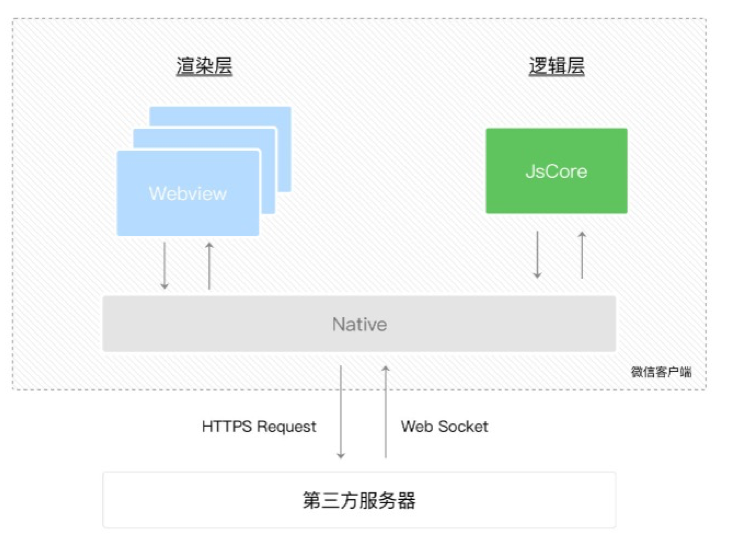 渲染层
逻辑层
Webview
JsCore
Native
微信客户端
HTTPS Request
Web Socket
第三方服务器